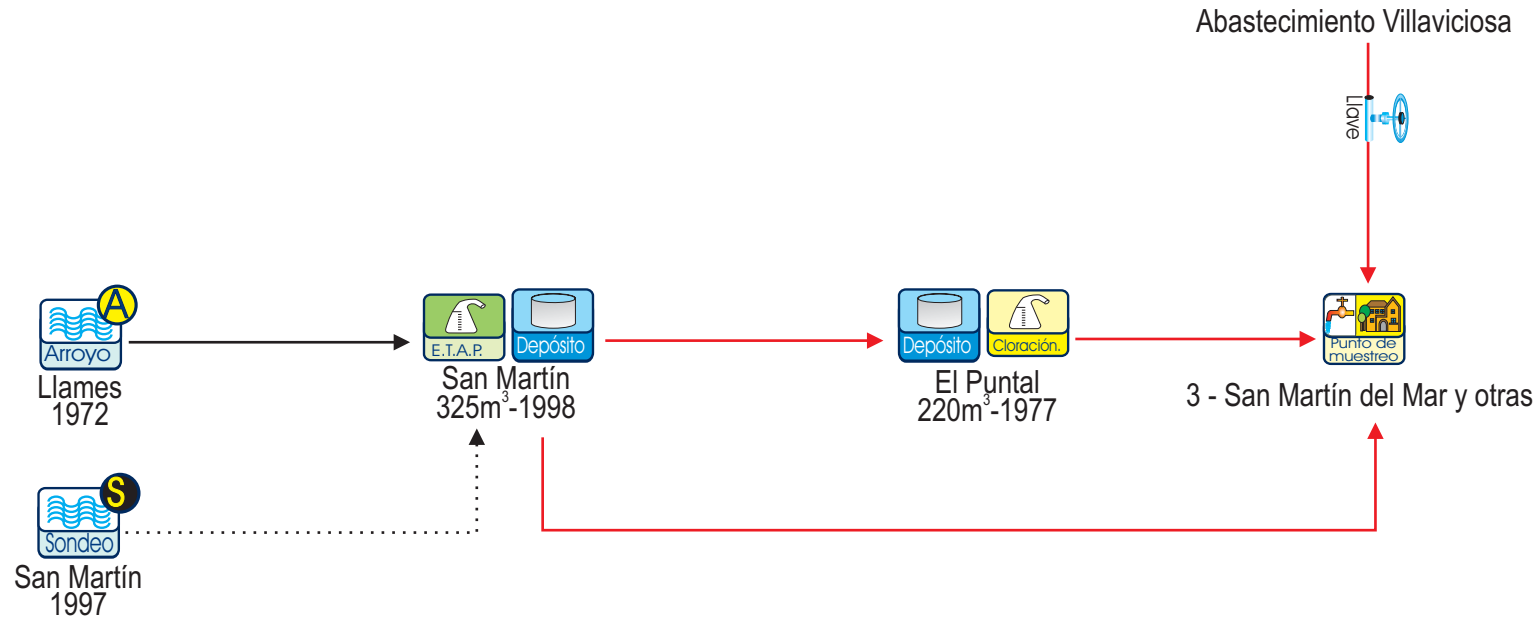 Abastecimiento Villaviciosa
Llave
A
Arroyo
Llames
1972
E.T.A.P.
Depósito
San Martín
325m³-1998
Depósito
Cloración.
El Puntal
220m³-1977
Punto de
muestreo
3 - San Martín del Mar y otras
S
Sondeo
San Martín
1997